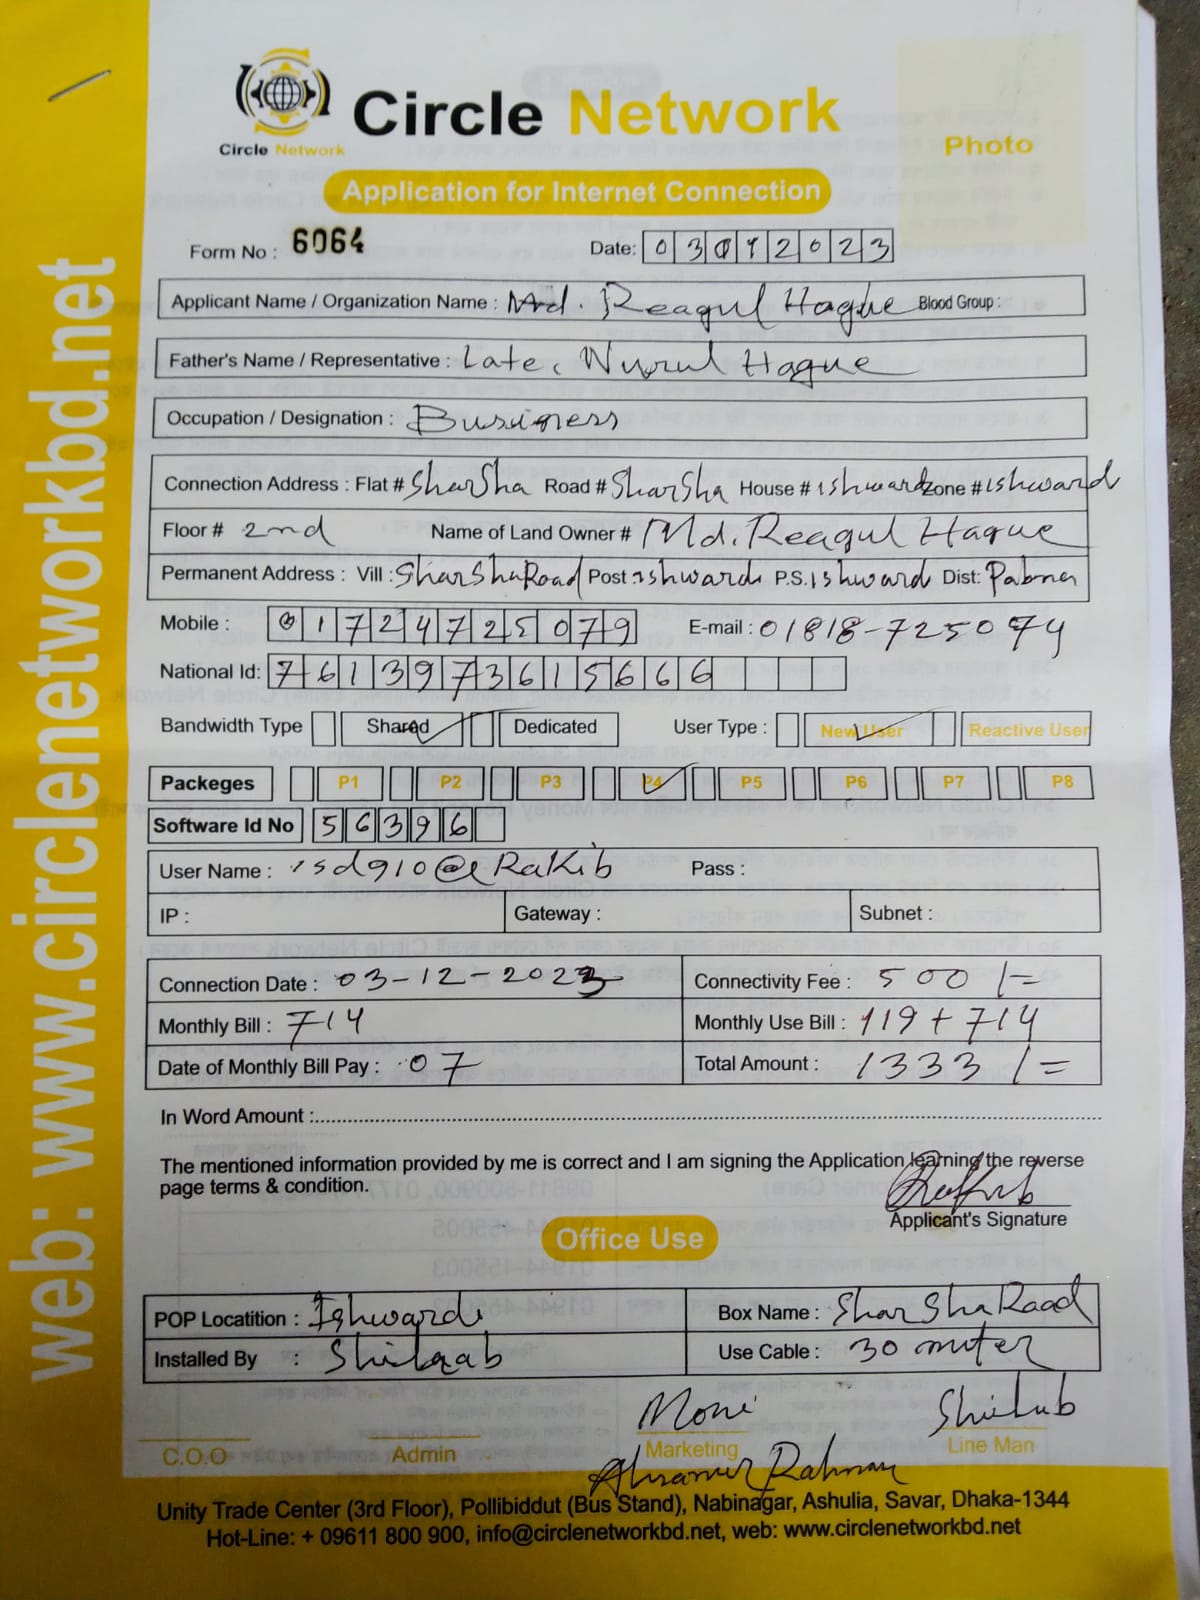 Circle Network
Circle Network
Photo
Application for Internet Connection
Form No : 6064 Date: 03 12023
Applicant Name / Organization Name : Md. Reagul Haque Blood Group :
Father's Name / Representative : Late, Nurul Haque
Occupation / Designation : Business
Connection Address : Flat # SharSha Road # SharSha House # ishward Zone # ishward
Floor # 2nd Name of Land Owner # Md. Reagul Haque
Permanent Address : Vill : SharShaRoad Post : ishwardi P.S. Ishward Dist: Pabna
Mobile : 01724725079 E-mail : 01818-725074
National Id: 7613973615666
Bandwidth Type Shared Dedicated User Type : New User Reactive User
Packeges P1 P2 P3 P4 P5 P6 P7 P8
Software Id No 56396
User Name : isd910@Rakib Pass :
IP : Gateway : Subnet :
Connection Date : 03-12-2023 Connectivity Fee : 500/=
Monthly Bill : 714 Monthly Use Bill : 119 + 714
Date of Monthly Bill Pay : 07 Total Amount : 1333/=
In Word Amount :
The mentioned information provided by me is correct and I am signing the Application learning the reverse
page terms & condition.
Rakib
Applicant's Signature
Office Use
POP Locatition : Ishwardi Box Name : SharShaRoad
Installed By : Shihab Use Cable : 30 miter
Moni Shihab
C.O.O Admin Marketing Line Man
Rahman
Unity Trade Center (3rd Floor), Pollibiddut (Bus Stand), Nabinagar, Ashulia, Savar, Dhaka-1344
Hot-Line: + 09611 800 900, info@circlenetworkbd.net, web: www.circlenetworkbd.net
web: www.circlenetworkbd.net